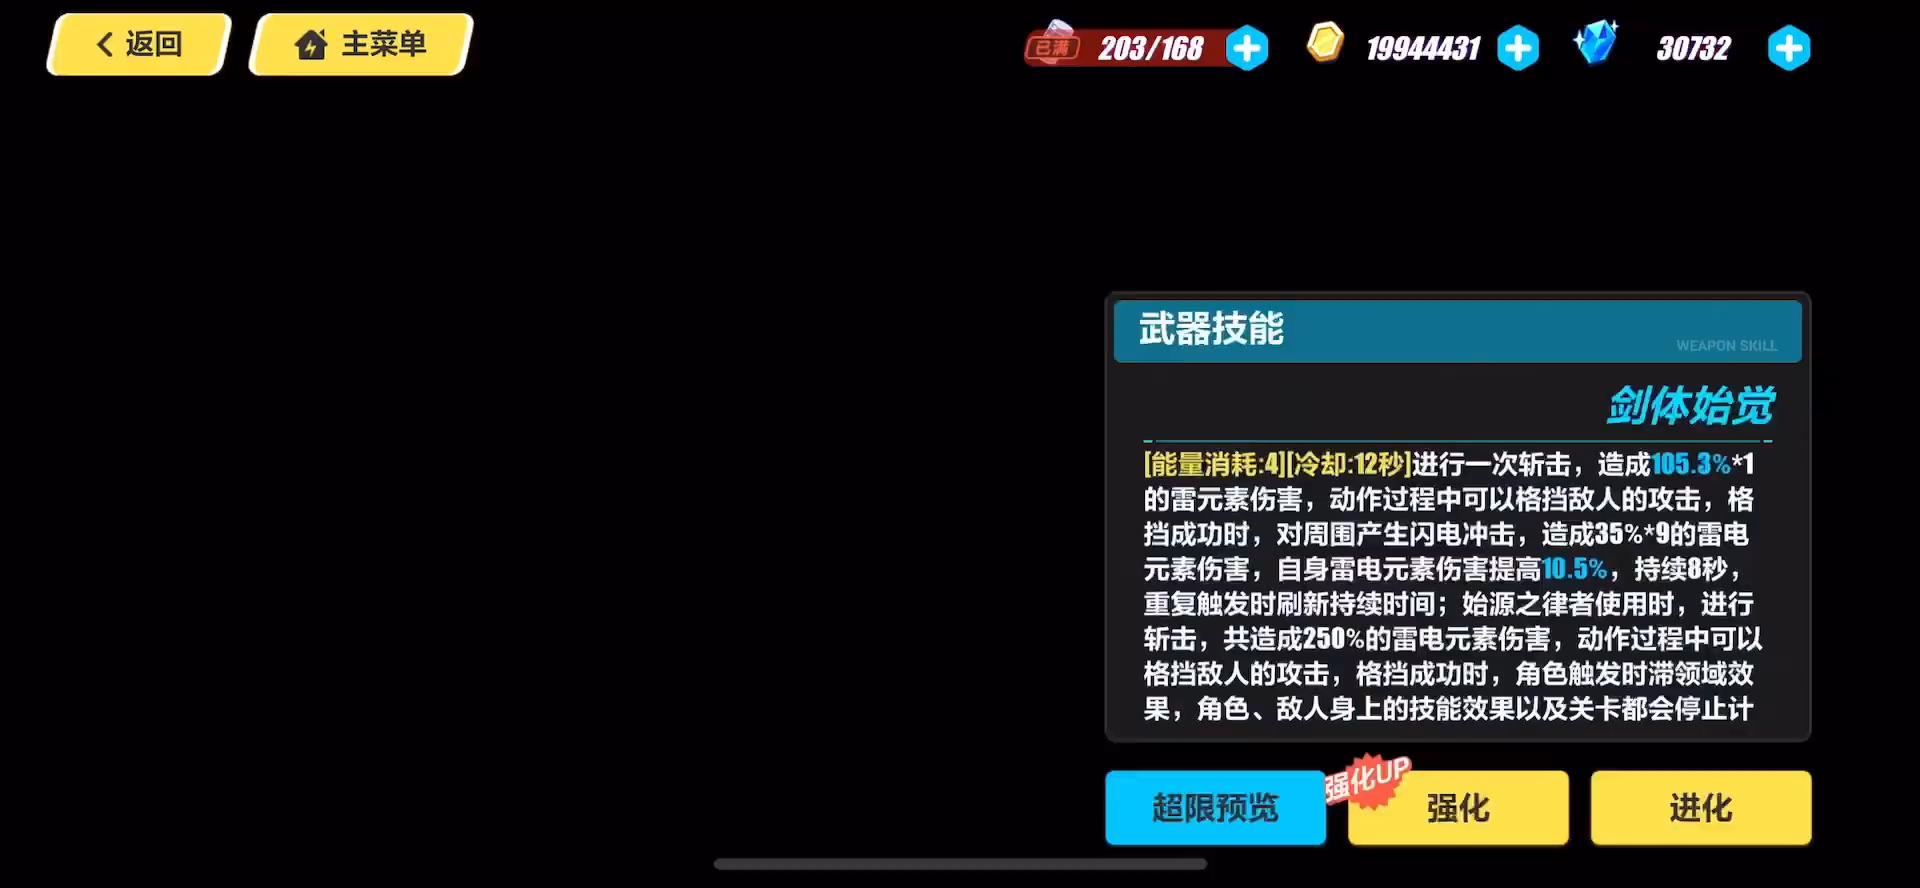 返回
主菜单
已满
203/168
19944431
30732
武器技能
WEAPON SKILL
剑体始觉
[能量消耗:4][冷却:12秒]进行一次斩击，造成105.3%*1
的雷元素伤害，动作过程中可以格挡敌人的攻击，格
挡成功时，对周围产生闪电冲击，造成35%*9的雷电
元素伤害，自身雷电元素伤害提高10.5%，持续8秒，
重复触发时刷新持续时间；始源之律者使用时，进行
斩击，共造成250%的雷电元素伤害，动作过程中可以
格挡敌人的攻击，格挡成功时，角色触发时滞领域效
果，角色、敌人身上的技能效果以及关卡都会停止计
超限预览
强化UP
强化
进化